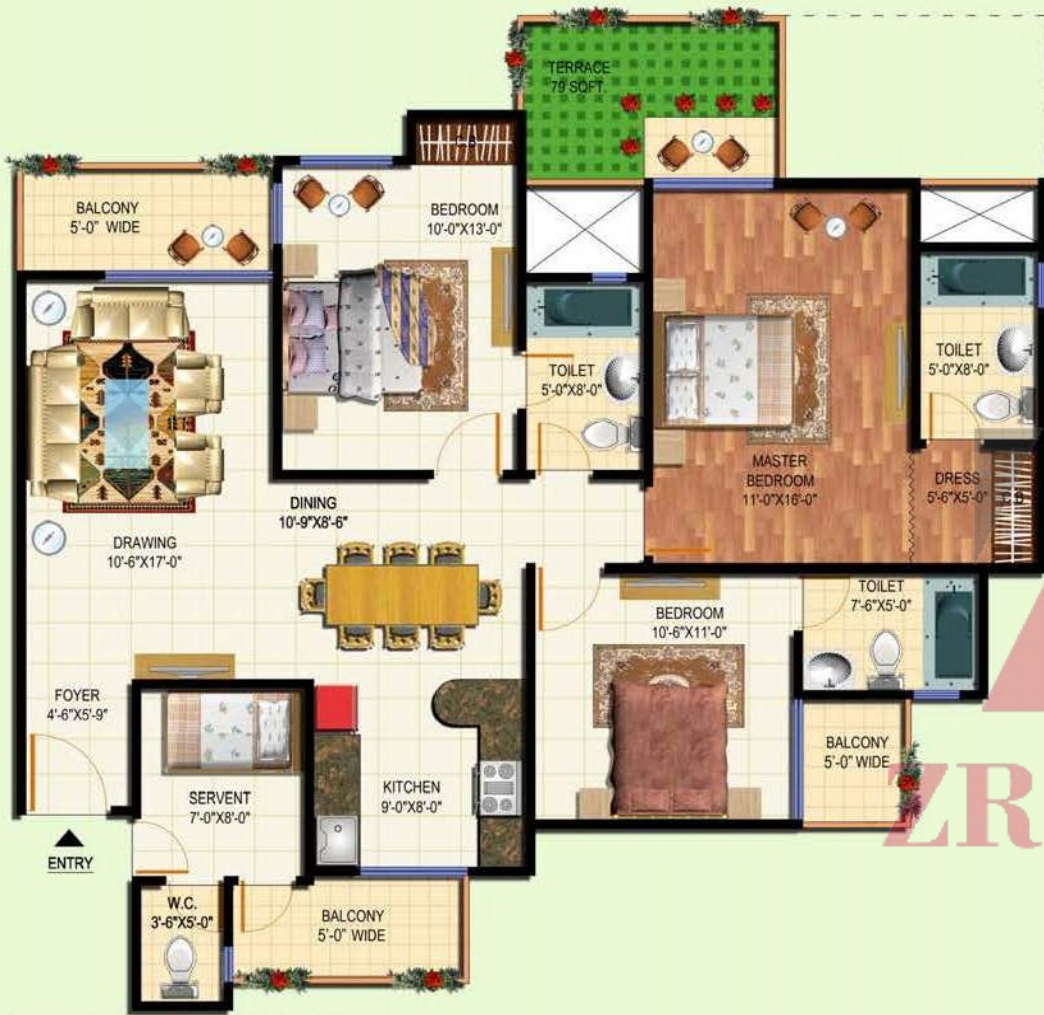 TERRACE
79 SQFT.
BALCONY
5'-0" WIDE
BEDROOM
10'-0"X13'-0"
C.B
TOILET
5'-0"X8'-0"
TOILET
5'-0"X8'-0"
MASTER
BEDROOM
11'-0"X16'-0"
DRESS
5'-6"X5'-0"
C.B
DINING
10'-9"X8'-6"
DRAWING
10'-6"X17'-0"
BEDROOM
10'-6"X11'-0"
TOILET
7'-6"X5'-0"
FOYER
4'-6"X5'-9"
BALCONY
5'-0" WIDE
SERVENT
7'-0"X8'-0"
KITCHEN
9'-0"X8'-0"
ENTRY
W.C.
3'-6"X5'-0"
BALCONY
5'-0" WIDE
ZR